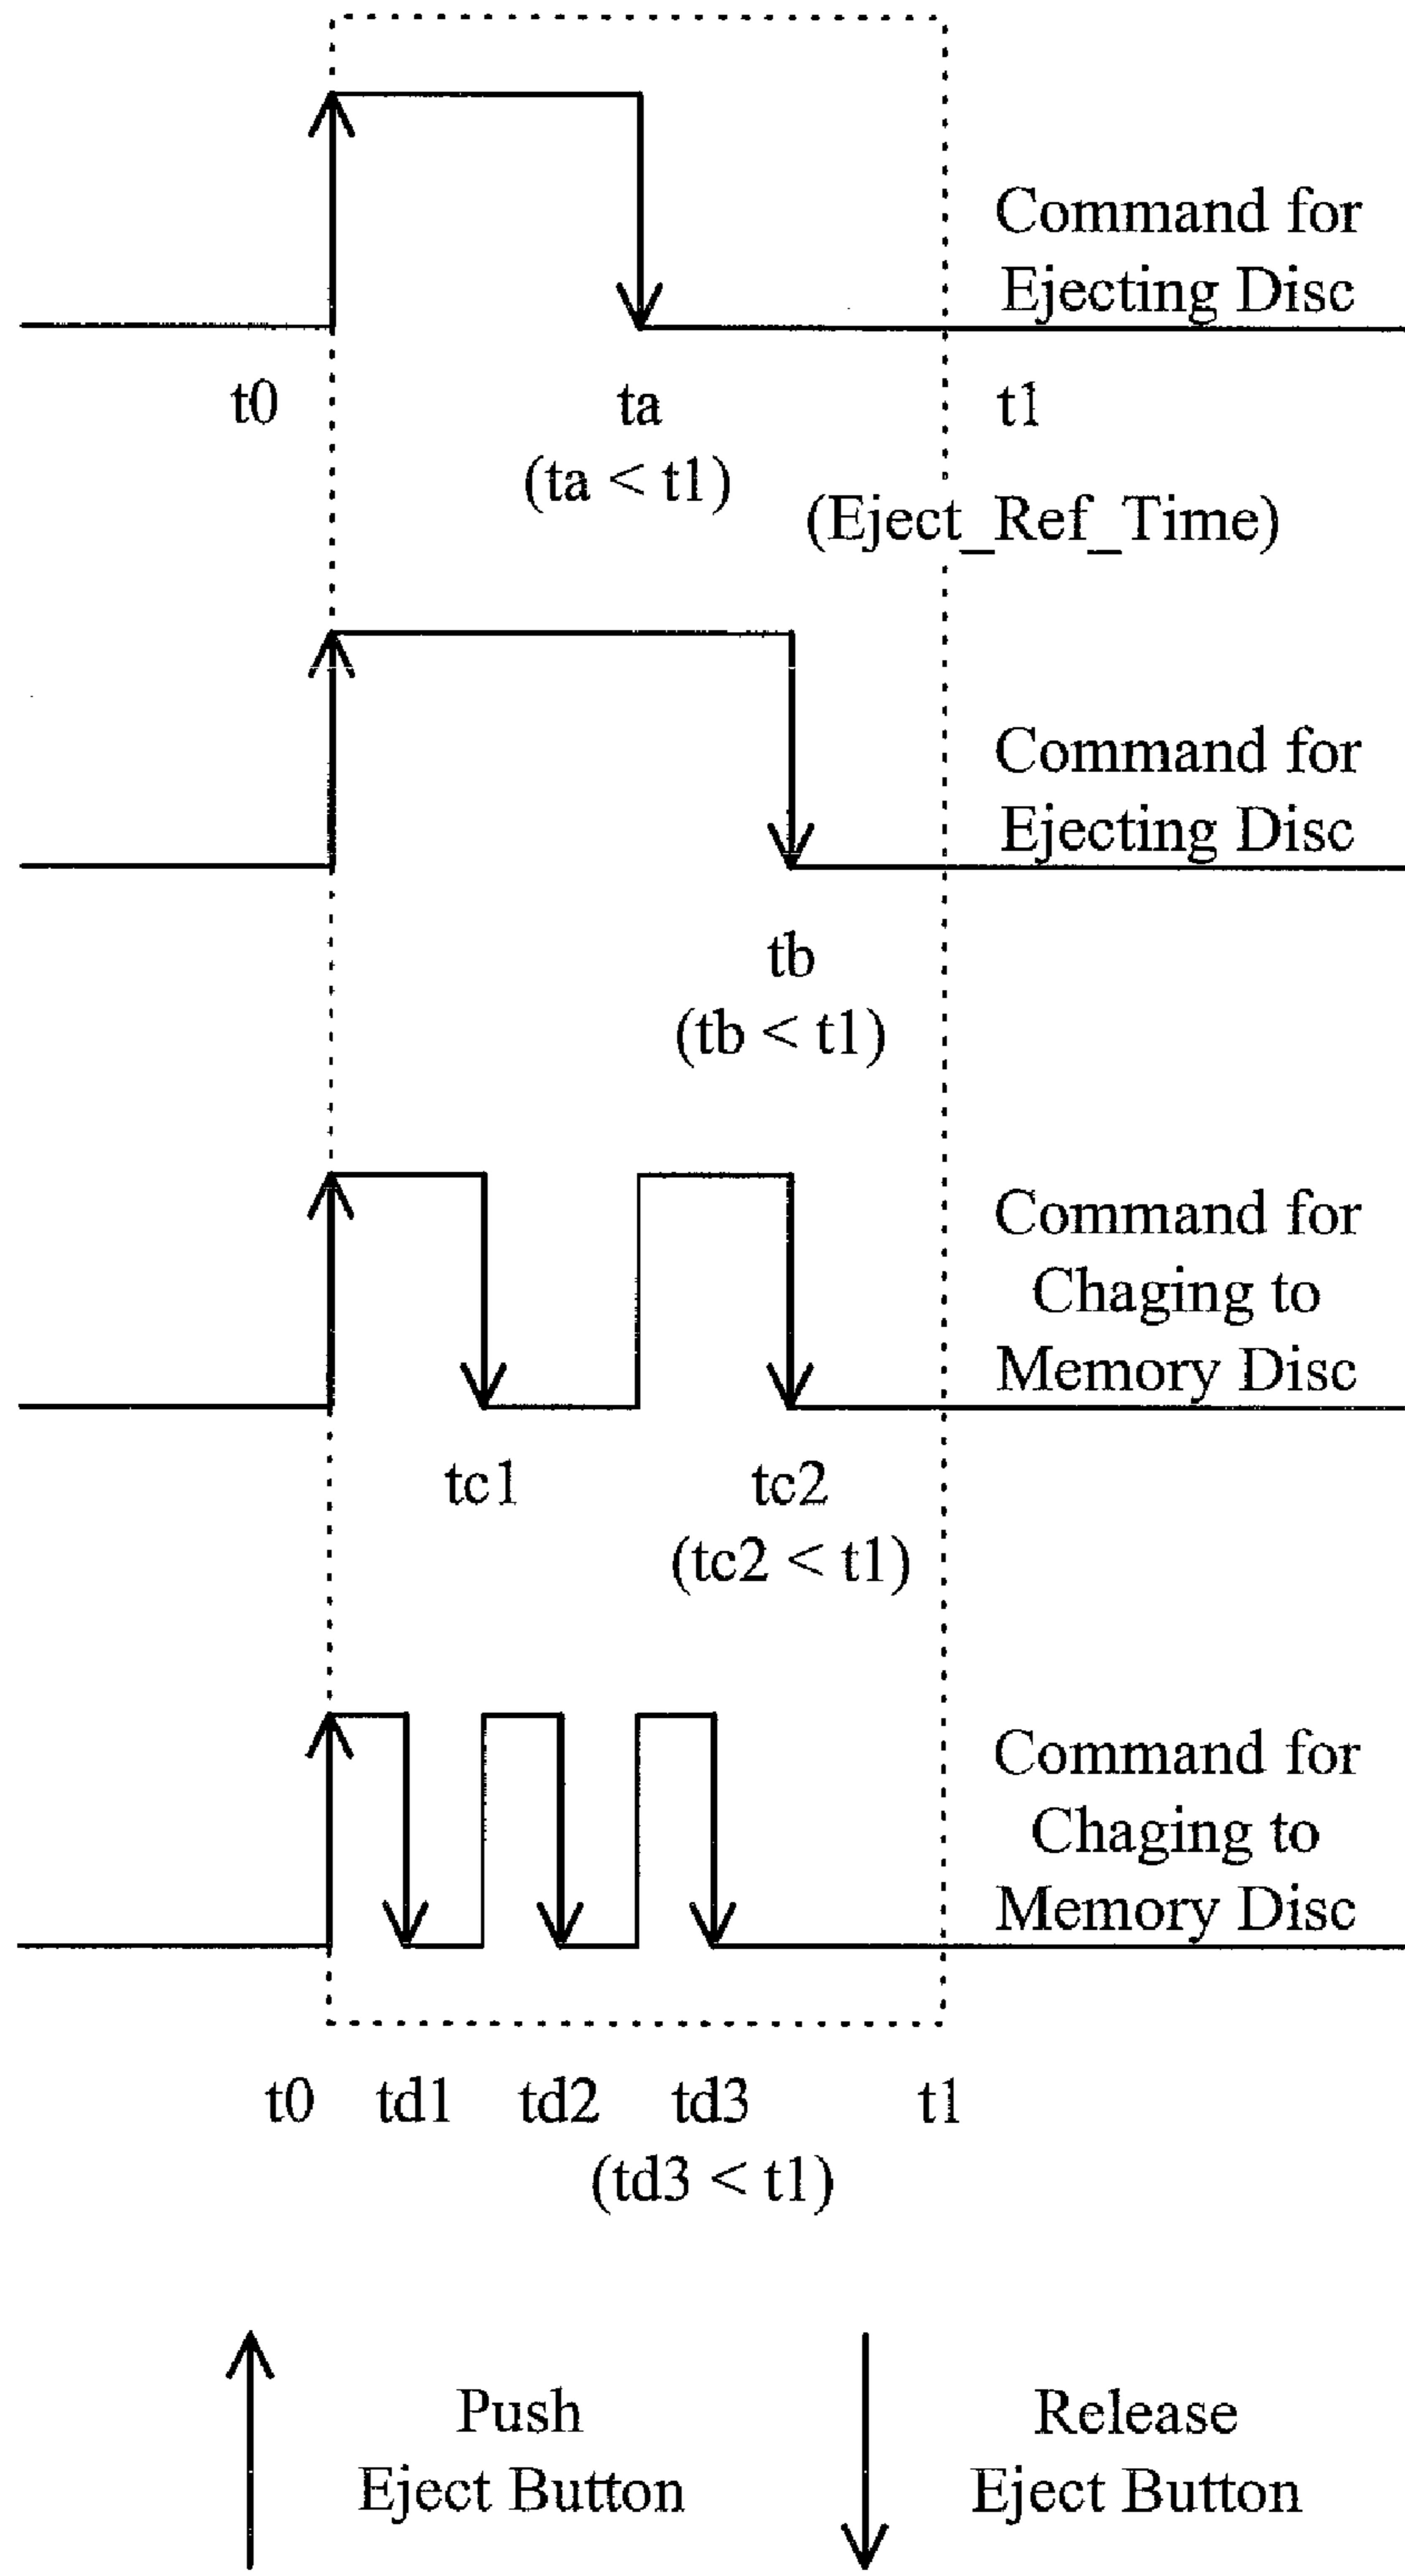 Command for
Ejecting Disc
t0
ta
t1
(ta < t1)
(Eject_Ref_Time)
Command for
Ejecting Disc
tb
(tb < t1)
Command for
Chaging to
Memory Disc
tc1
tc2
(tc2 < t1)
Command for
Chaging to
Memory Disc
t0
td1
td2
td3
t1
(td3 < t1)
Push
Eject Button
Release
Eject Button